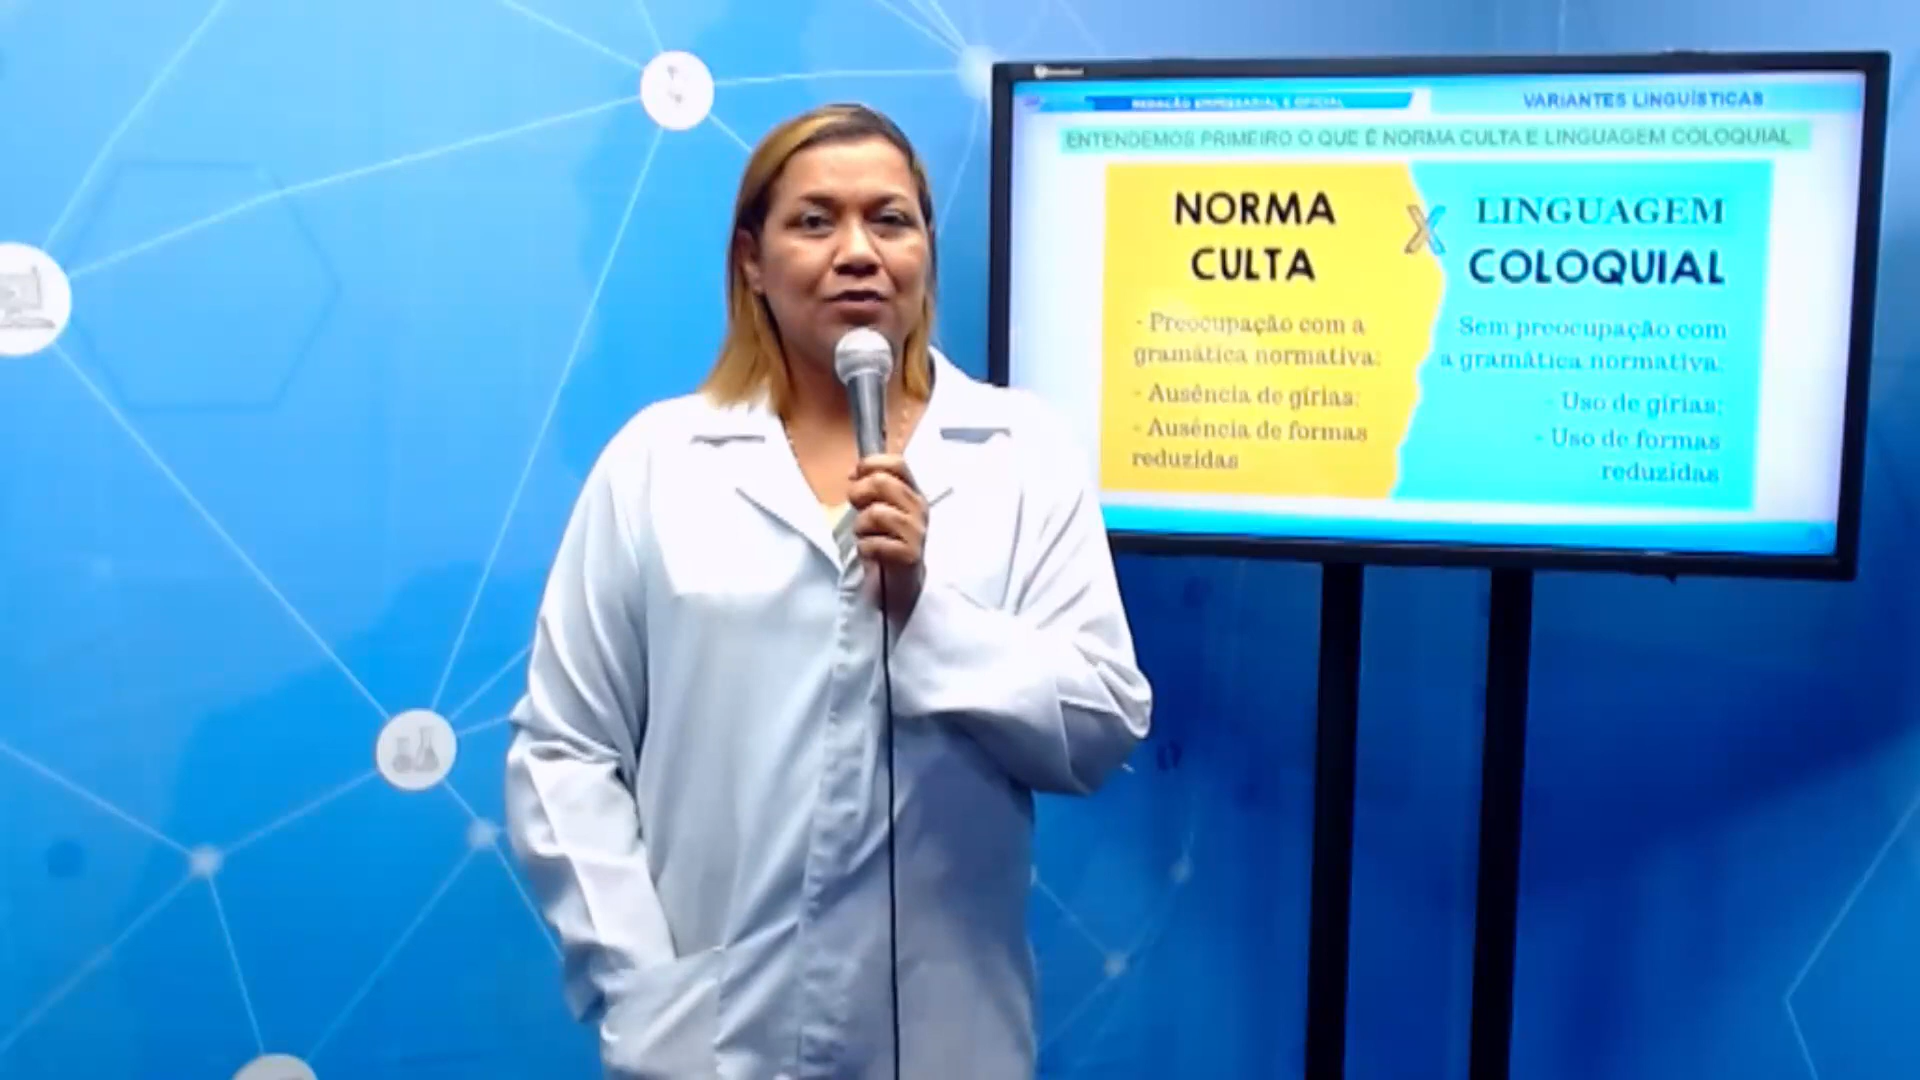 REDAÇÃO EMPRESARIAL E OFICIAL
VARIANTES LINGUÍSTICAS
ENTENDEMOS PRIMEIRO O QUE É NORMA CULTA E LINGUAGEM COLOQUIAL
NORMA
CULTA
- Preocupação com a
gramática normativa;
- Ausência de gírias;
- Ausência de formas
reduzidas
X
LINGUAGEM
COLOQUIAL
Sem preocupação com
a gramática normativa;
- Uso de gírias;
- Uso de formas
reduzidas